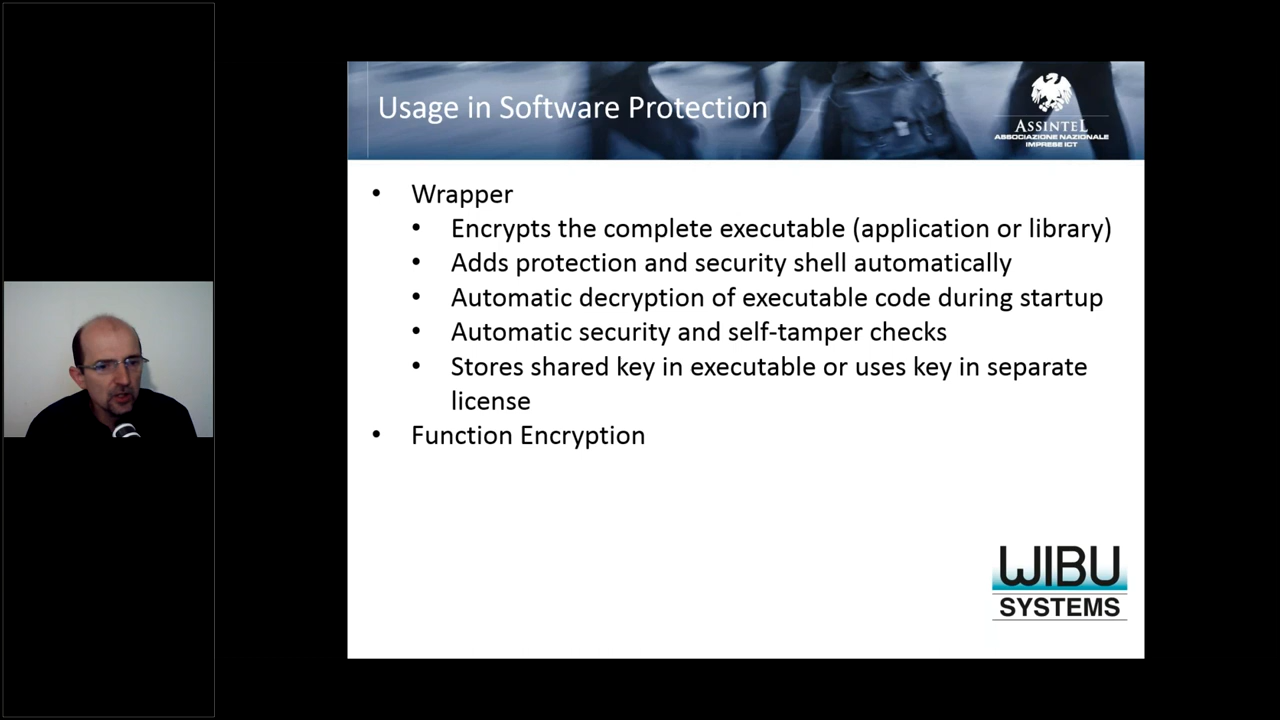 Usage in Software Protection
ASSINTEL
ASSOCIAZIONE NAZIONALE
IMPRESE ICT
• Wrapper
• Encrypts the complete executable (application or library)
• Adds protection and security shell automatically
• Automatic decryption of executable code during startup
• Automatic security and self-tamper checks
• Stores shared key in executable or uses key in separate
license
• Function Encryption
WIBU
SYSTEMS